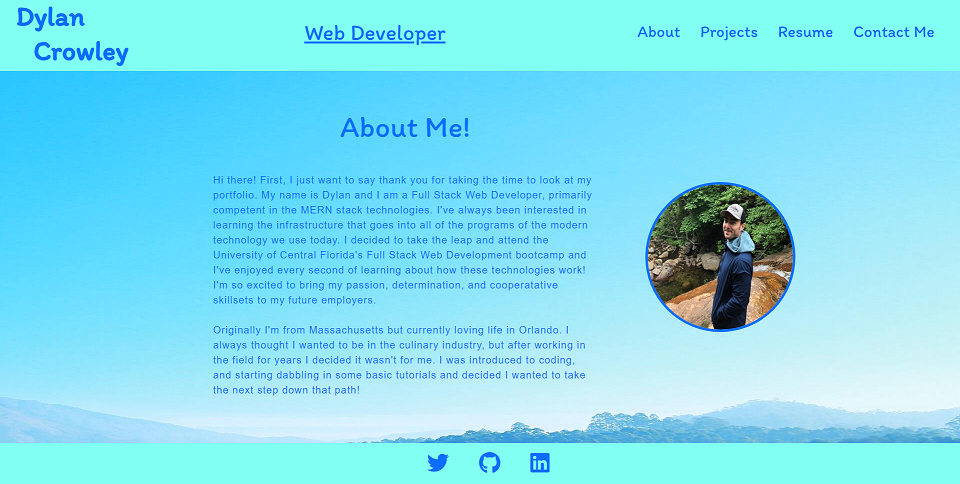 Dylan
Crowley
Web Developer
About Projects Resume Contact Me
About Me!
Hi there! First, I just want to say thank you for taking the time to look at my
portfolio. My name is Dylan and I am a Full Stack Web Developer, primarily
competent in the MERN stack technologies. I've always been interested in
learning the infrastructure that goes into all of the programs of the modern
technology we use today. I decided to take the leap and attend the
University of Central Florida's Full Stack Web Development bootcamp and
I've enjoyed every second of learning about how these technologies work!
I'm so excited to bring my passion, determination, and cooperatative
skillsets to my future employers.
Originally I'm from Massachusetts but currently loving life in Orlando. I
always thought I wanted to be in the culinary industry, but after working in
the field for years I decided it wasn't for me. I was introduced to coding,
and starting dabbling in some basic tutorials and decided I wanted to take
the next step down that path!